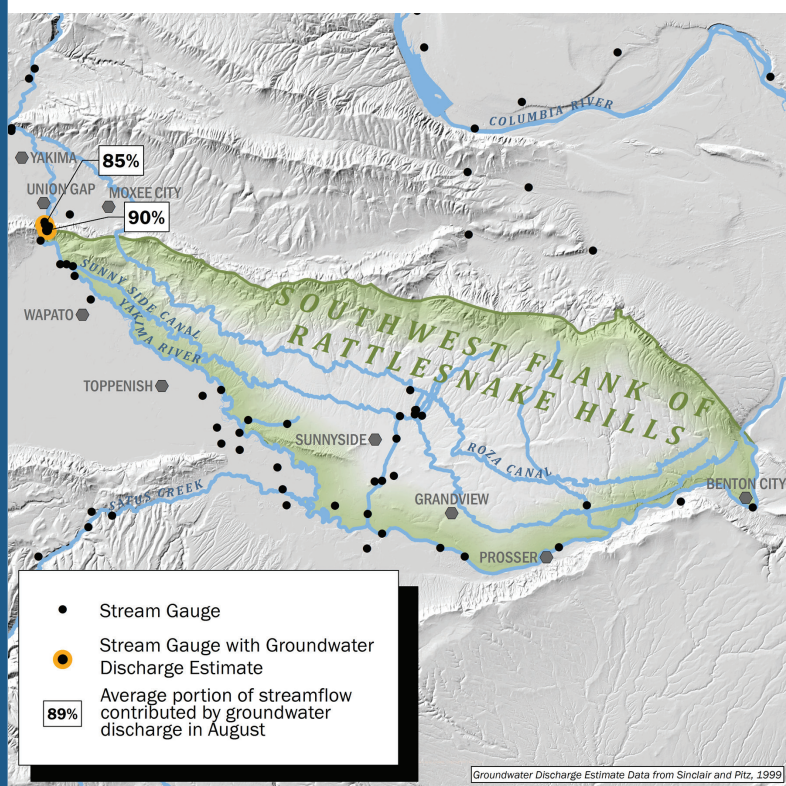 COLUMBIA RIVER
YAKIMA
85%
UNION GAP
MOXEE CITY
90%
SUNNY SIDE CANAL
YAKIMA RIVER
WAPATO
SOUTHWEST FLANK OF
RATTLESNAKE HILLS
TOPPENISH
SUNNYSIDE
ROZA CANAL
SATUS CREEK
GRANDVIEW
BENTON CITY
PROSSER
Stream Gauge
Stream Gauge with Groundwater
Discharge Estimate
89%
Average portion of streamflow
contributed by groundwater
discharge in August
Groundwater Discharge Estimate Data from Sinclair and Pitz, 1999